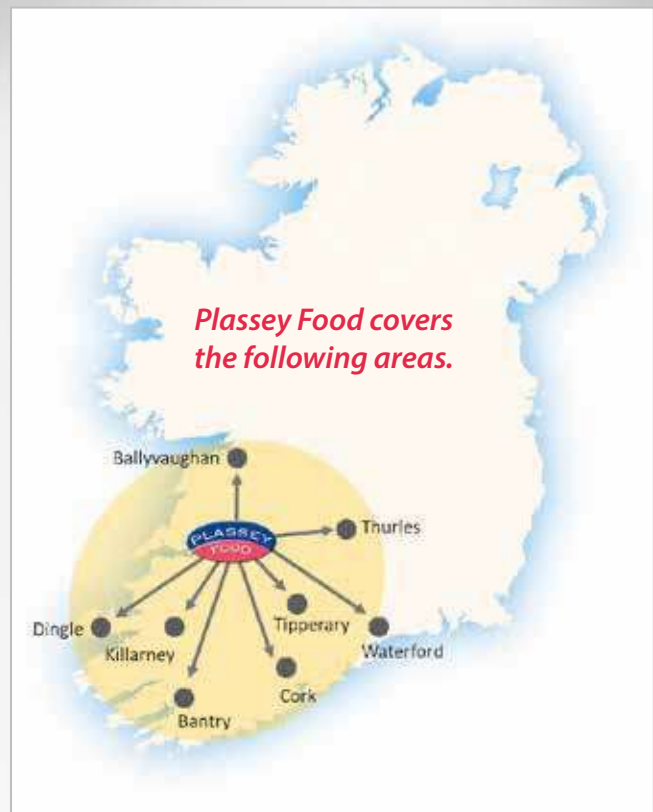 Plassey Food covers
the following areas.
Ballyvaughan
Thurles
PLASSEY
FOOD
Dingle
Killarney
Tipperary
Waterford
Cork
Bantry